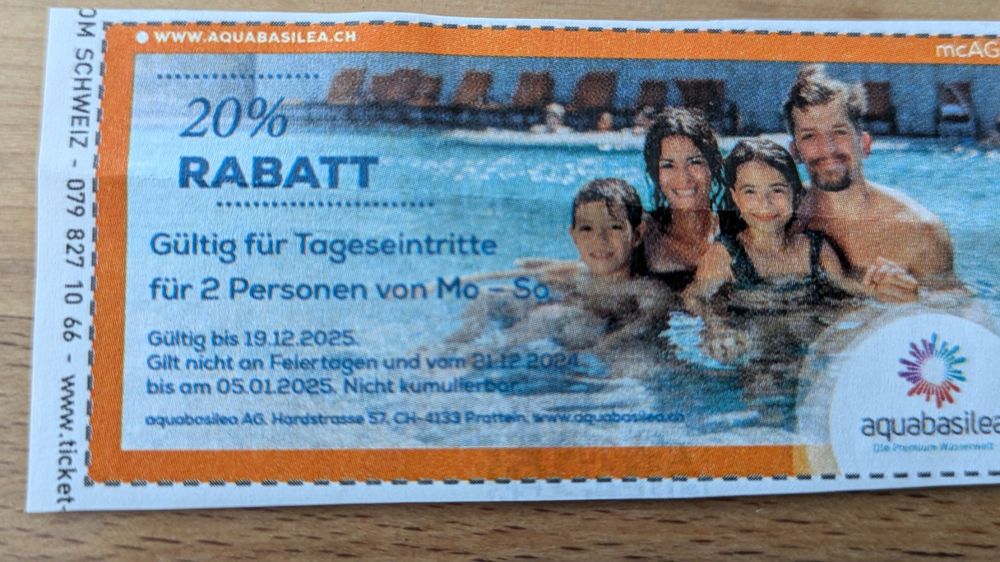 WWW.AQUABASILEA.CH
mcAG
20%
RABATT
Gültig für Tageseintritte
für 2 Personen von Mo – So
Gültig bis 19.12.2025.
Gilt nicht an Feiertagen und vom 21.12.2024
bis am 05.01.2025. Nicht kumulierbar.
aquabasilea AG, Hardstrasse 57, CH-4133 Pratteln, www.aquabasilea.ch
aquabasilea
Die Premium Wasserwelt
OM SCHWEIZ - 079 827 10 66 - www.ticket-